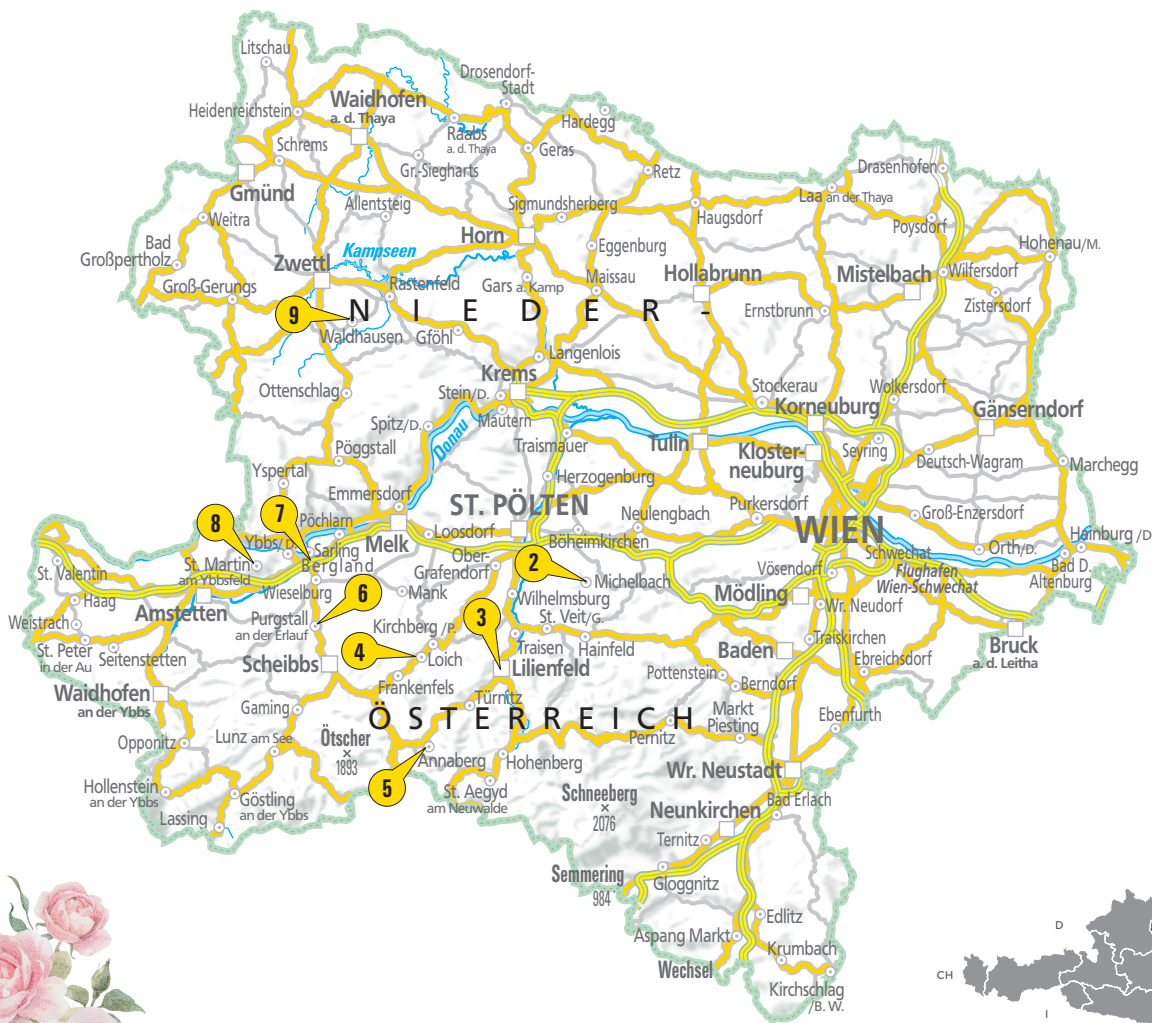 Litschau
Drosendorf-
Stadt
Waidhofen
a. d. Thaya
Heidenreichstein
Raabs
a. d. Thaya
Hardegg
Schrems
Geras
Drasenhofen
Gr.-Siegharts
Retz
Gmünd
Laa an der Thaya
Allentsteig
Sigmundsherberg
Weitra
Haugsdorf
Poysdorf
Horn
Bad
Großpertholz
Kampseen
Eggenburg
Hohenau/M.
Zwettl
Maissau
Hollabrunn
Mistelbach
Wilfersdorf
Groß-Gerungs
Rastenfeld
Gars a. Kamp
Zistersdorf
9
N I E D E R -
Ernstbrunn
Waldhausen
Gföhl
Langenlois
Krems
Ottenschlag
Stein/D.
Stockerau
Wolkersdorf
Spitz/D.
Mautern
Korneuburg
Gänserndorf
Donau
Traismauer
Tulln
Kloster-
neuburg
Seyring
Pöggstall
Deutsch-Wagram
Marchegg
Yspertal
Herzogenburg
Emmersdorf
ST. PÖLTEN
Purkersdorf
8
7
Pöchlarn
Neulengbach
WIEN
Groß-Enzersdorf
Ybbs/D.
Melk
Loosdorf
Böheimkirchen
Hainburg /D.
Sarling
Bergland
Ober-
Grafendorf
2
Schwechat
Orth/D.
St. Martin
am Ybbsfeld
St. Valentin
Michelbach
Vösendorf
Flughafen
Wien-Schwechat
Bad D.
Altenburg
Wieselburg
Mank
Wilhelmsburg
Mödling
Haag
6
3
Wr. Neudorf
Amstetten
Purgstall
an der Erlauf
St. Veit/G.
Weistrach
Kirchberg /P.
Traisen
Hainfeld
Traiskirchen
Bruck
a. d. Leitha
St. Peter
in der Au
Seitenstetten
4
Loich
Baden
Ebreichsdorf
Scheibbs
Lilienfeld
Pottenstein
Waidhofen
an der Ybbs
Frankenfels
Berndorf
Türnitz
Gaming
Markt
Piesting
Ebenfurth
Ö S T E R R E I C H
Opponitz
Lunz am See
Ötscher
×
1893
Pernitz
Annaberg
Hohenberg
5
Wr. Neustadt
Hollenstein
an der Ybbs
St. Aegyd
am Neuwalde
Schneeberg
×
2076
Göstling
an der Ybbs
Bad Erlach
Neunkirchen
Lassing
Ternitz
Semmering
984
Gloggnitz
Edlitz
Aspang Markt
Krumbach
Wechsel
Kirchschlag
/B. W.
D
CH
I